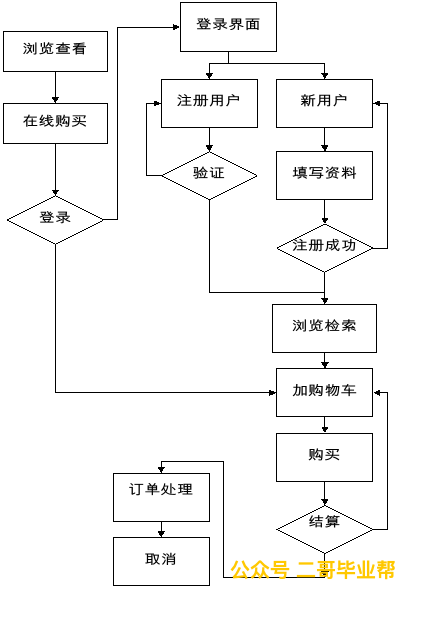 登录界面
浏览查看
注册用户
新用户
在线购买
验证
填写资料
登录
注册成功
浏览检索
加购物车
购买
订单处理
结算
取消
公众号 二哥毕业帮